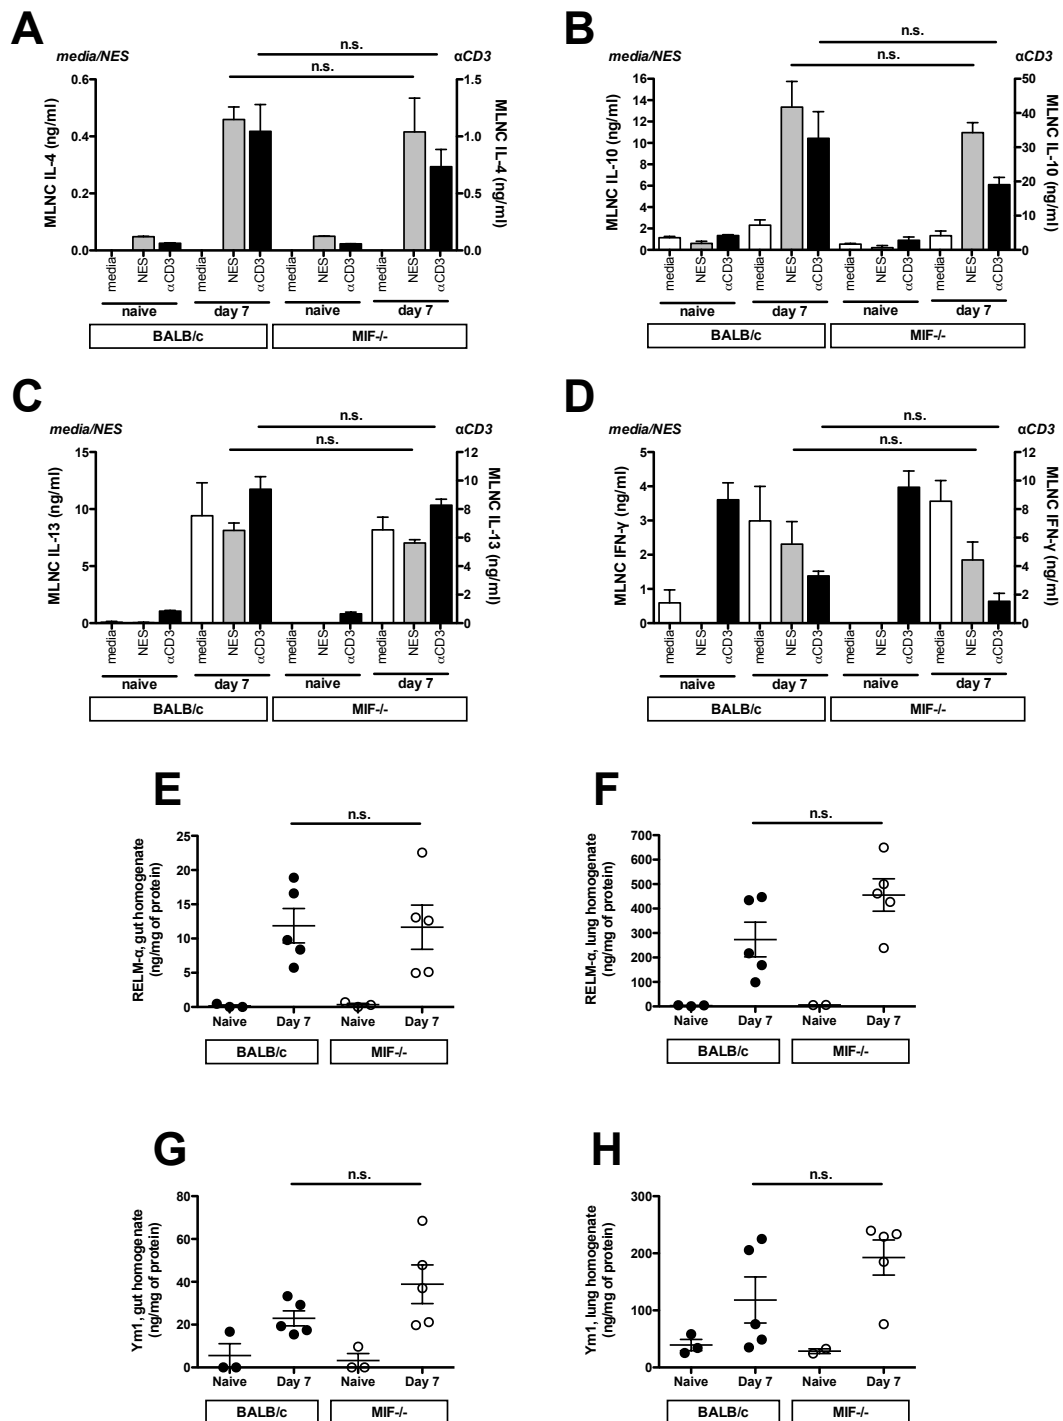 A
n.s.
media/NES
αCD3
n.s.
0.6
0.4
0.2
0.0
MLNC IL-4 (ng/ml)
1.5
1.0
0.5
0.0
MLNC IL-4 (ng/ml)
media NES αCD3 media NES αCD3 media NES αCD3 media NES αCD3
naive day 7 naive day 7
BALB/c MIF-/-
B
n.s.
media/NES
αCD3
n.s.
16
14
12
10
8
6
4
2
0
MLNC IL-10 (ng/ml)
50
40
30
20
10
0
MLNC IL-10 (ng/ml)
media NES αCD3 media NES αCD3 media NES αCD3 media NES αCD3
naive day 7 naive day 7
BALB/c MIF-/-
C
n.s.
media/NES
αCD3
n.s.
15
10
5
0
MLNC IL-13 (ng/ml)
12
10
8
6
4
2
0
MLNC IL-13 (ng/ml)
media NES αCD3 media NES αCD3 media NES αCD3 media NES αCD3
naive day 7 naive day 7
BALB/c MIF-/-
D
n.s.
media/NES
αCD3
n.s.
5
4
3
2
1
0
MLNC IFN-γ (ng/ml)
12
10
8
6
4
2
0
MLNC IFN-γ (ng/ml)
media NES αCD3 media NES αCD3 media NES αCD3 media NES αCD3
naive day 7 naive day 7
BALB/c MIF-/-
E
n.s.
25
20
15
10
5
0
RELM-α, gut homogenate
(ng/mg of protein)
Naive Day 7 Naive Day 7
BALB/c MIF-/-
F
n.s.
700
600
500
400
300
200
100
0
RELM-α, lung homogenate
(ng/mg of protein)
Naive Day 7 Naive Day 7
BALB/c MIF-/-
G
n.s.
80
60
40
20
0
Ym1, gut homogenate
(ng/mg of protein)
Naive Day 7 Naive Day 7
BALB/c MIF-/-
H
n.s.
300
200
100
0
Ym1, lung homogenate
(ng/mg of protein)
Naive Day 7 Naive Day 7
BALB/c MIF-/-